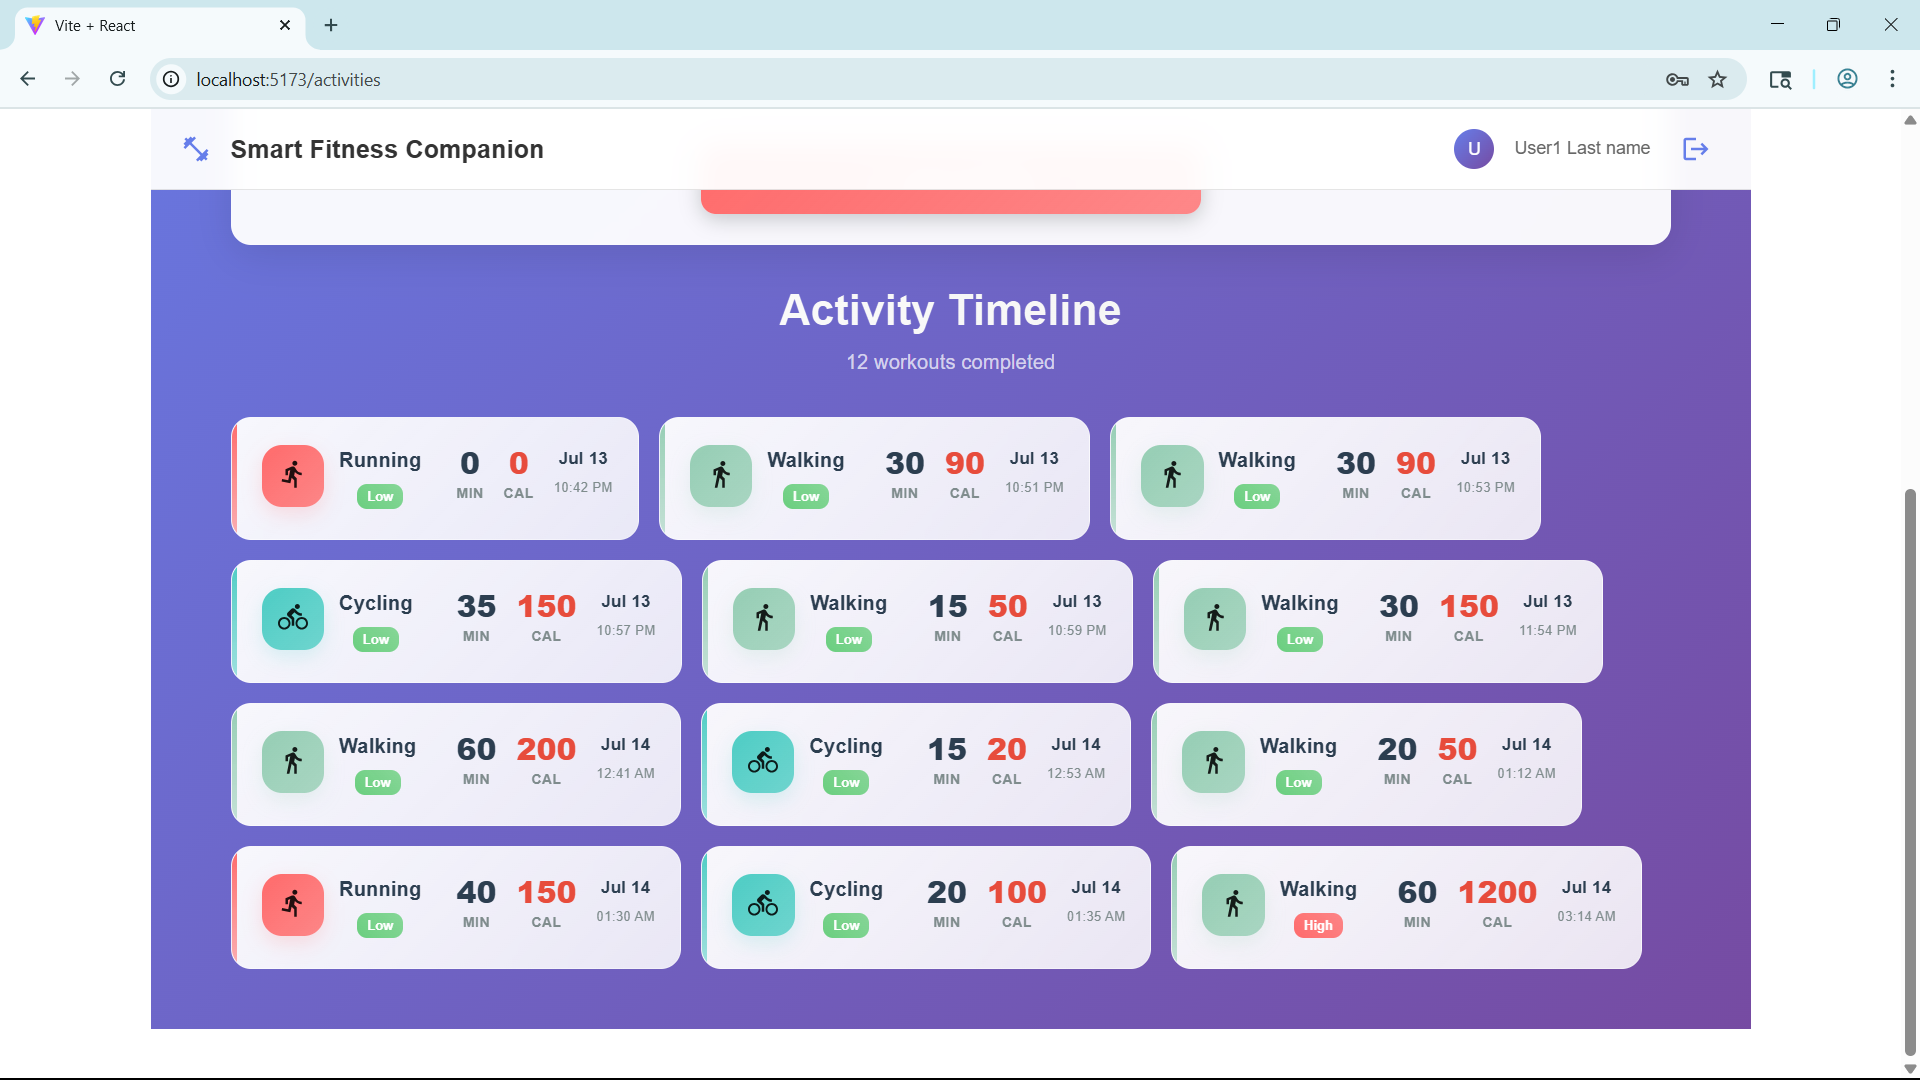 Vite + React
localhost:5173/activities
Smart Fitness Companion
U
User1 Last name
Activity Timeline
12 workouts completed
Running
Low
0
MIN
0
CAL
Jul 13
10:42 PM
Walking
Low
30
MIN
90
CAL
Jul 13
10:51 PM
Walking
Low
30
MIN
90
CAL
Jul 13
10:53 PM
Cycling
Low
35
MIN
150
CAL
Jul 13
10:57 PM
Walking
Low
15
MIN
50
CAL
Jul 13
10:59 PM
Walking
Low
30
MIN
150
CAL
Jul 13
11:54 PM
Walking
Low
60
MIN
200
CAL
Jul 14
12:41 AM
Cycling
Low
15
MIN
20
CAL
Jul 14
12:53 AM
Walking
Low
20
MIN
50
CAL
Jul 14
01:12 AM
Running
Low
40
MIN
150
CAL
Jul 14
01:30 AM
Cycling
Low
20
MIN
100
CAL
Jul 14
01:35 AM
Walking
High
60
MIN
1200
CAL
Jul 14
03:14 AM